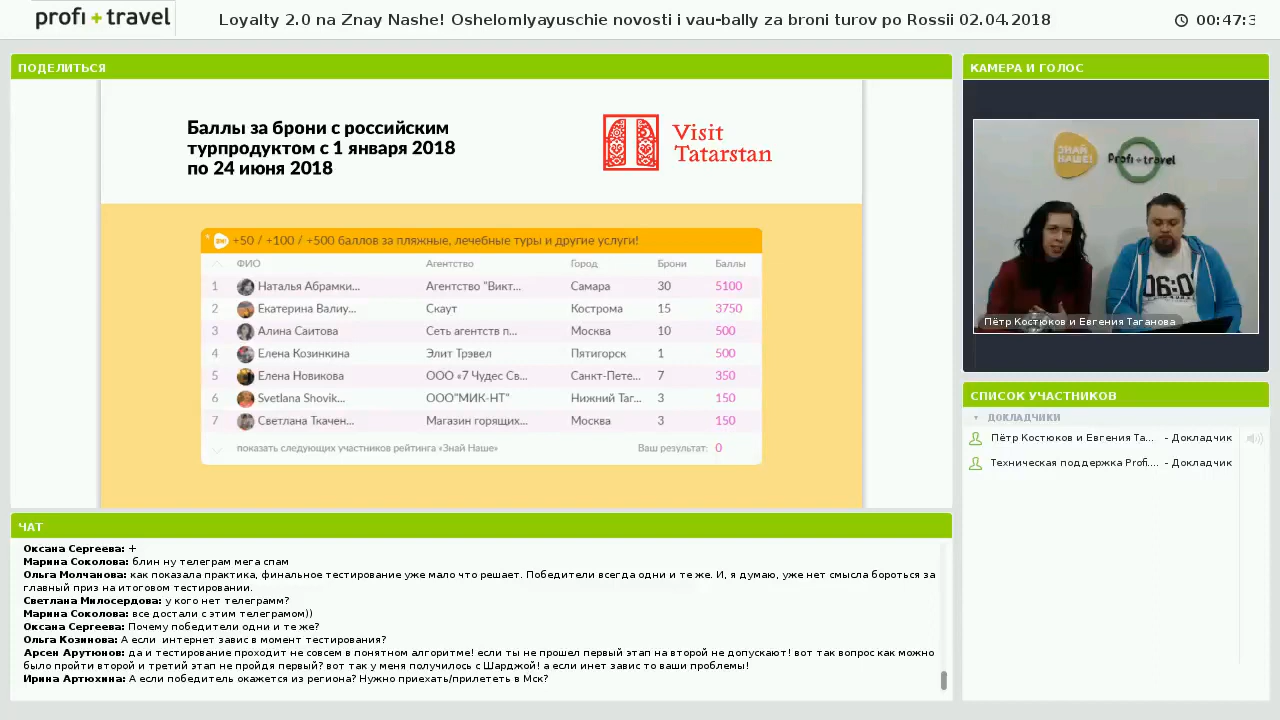 profi + travel
Loyalty 2.0 na Znay Nashe! Oshelomlyayuschie novosti i vau-bally za broni turov po Rossii 02.04.2018
00:47:3
ПОДЕЛИТЬСЯ
Баллы за брони с российским
турпродуктом с 1 января 2018
по 24 июня 2018
Visit
Tatarstan
+50 / +100 / +500 баллов за пляжные, лечебные туры и другие услуги!
ФИО Агентство Город Брони Баллы
1 Наталья Абрамки... Агентство "Викт... Самара 30 5100
2 Екатерина Валиу... Скаут Кострома 15 3750
3 Алина Саитова Сеть агентств п... Москва 10 500
4 Елена Козинкина Элит Трэвел Пятигорск 1 500
5 Елена Новикова ООО «7 Чудес Св... Санкт-Пете... 7 350
6 Svetlana Shovik... ООО"МИК-НТ" Нижний Таг... 3 150
7 Светлана Ткачен... Магазин горящих... Москва 3 150
показать следующих участников рейтинга «Знай Наше» Ваш результат: 0
КАМЕРА И ГОЛОС
ЗНАЙ
НАШЕ!
Profi+travel
06:0
Пётр Костюков и Евгения Таганова
СПИСОК УЧАСТНИКОВ
ДОКЛАДЧИКИ
Пётр Костюков и Евгения Та... – Докладчик
Техническая поддержка Profi.... – Докладчик
ЧАТ
Оксана Сергеева: +
Марина Соколова: блин ну телеграм мега спам
Ольга Молчанова: как показала практика, финальное тестирование уже мало что решает. Победители всегда одни и те же. И, я думаю, уже нет смысла бороться за
главный приз на итоговом тестировании.
Светлана Милосердова: у кого нет телеграмм?
Марина Соколова: все достали с этим телеграмом))
Оксана Сергеева: Почему победители одни и те же?
Ольга Козинова: А если интернет завис в момент тестирования?
Арсен Арутюнов: да и тестирование проходит не совсем в понятном алгоритме! если ты не прошел первый этап на второй не допускают! вот так вопрос как можно
было пройти второй и третий этап не пройдя первый? вот так у меня получилось с Шарджой! а если инет завис то ваши проблемы!
Ирина Артюхина: А если победитель окажется из региона? Нужно приехать/прилететь в Мск?